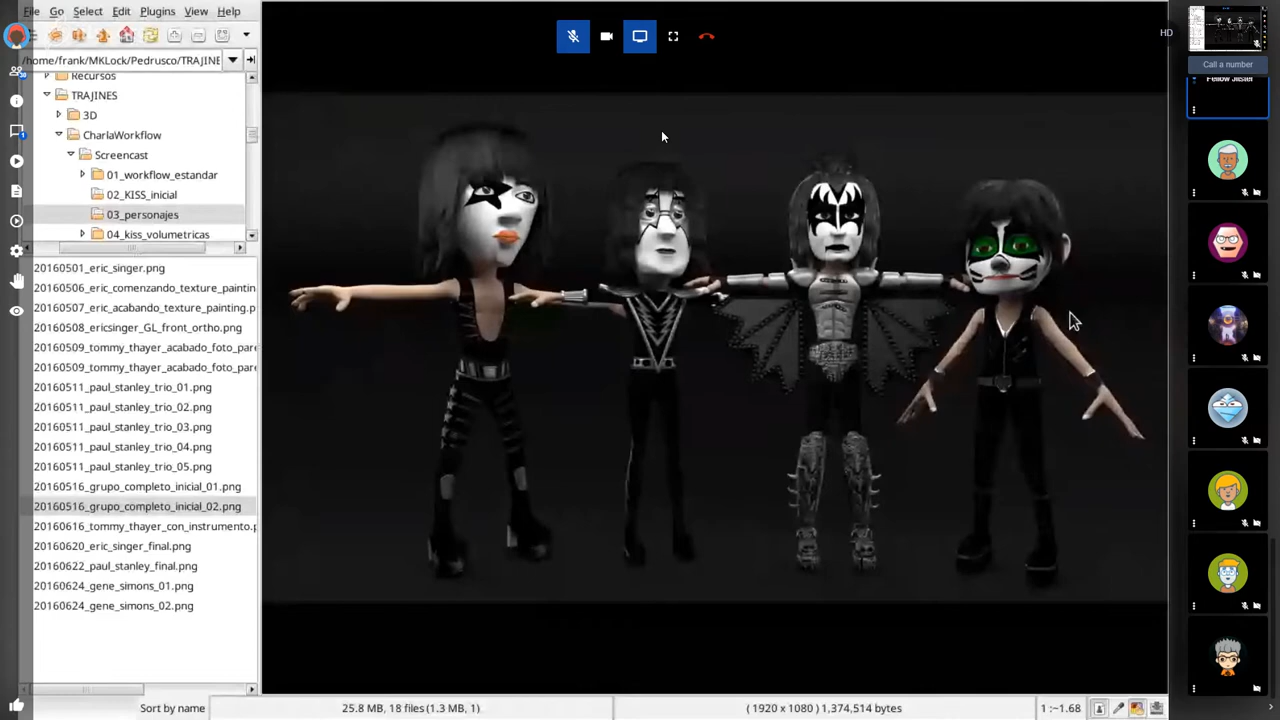 File Go Select Edit Plugins View Help
/home/frank/MKLock/Pedrusco/TRAJINE
Recursos
TRAJINES
3D
CharlaWorkflow
Screencast
01_workflow_estandar
02_KISS_inicial
03_personajes
04_kiss_volumetricas
20160501_eric_singer.png
20160506_eric_comenzando_texture_paintin
20160507_eric_acabando_texture_painting.p
20160508_ericsinger_GL_front_ortho.png
20160509_tommy_thayer_acabado_foto_pare
20160509_tommy_thayer_acabado_foto_pare
20160511_paul_stanley_trio_01.png
20160511_paul_stanley_trio_02.png
20160511_paul_stanley_trio_03.png
20160511_paul_stanley_trio_04.png
20160511_paul_stanley_trio_05.png
20160516_grupo_completo_inicial_01.png
20160516_grupo_completo_inicial_02.png
20160616_tommy_thayer_con_instrumento.p
20160620_eric_singer_final.png
20160622_paul_stanley_final.png
20160624_gene_simons_01.png
20160624_gene_simons_02.png
Sort by name
25.8 MB, 18 files (1.3 MB, 1)
( 1920 x 1080 ) 1,374,514 bytes
1 :~1.68
HD
Call a number
Fellow Jitster